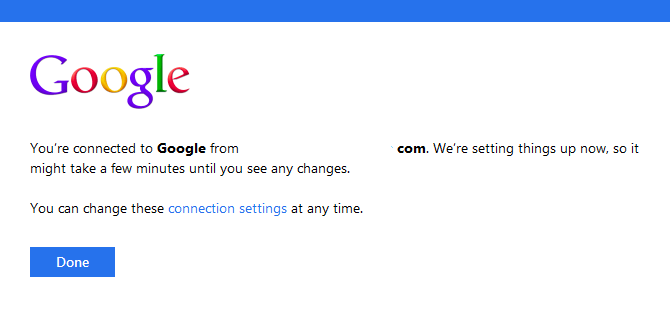 Google
You're connected to Google from com. We're setting things up now, so it
might take a few minutes until you see any changes.
You can change these connection settings at any time.
Done